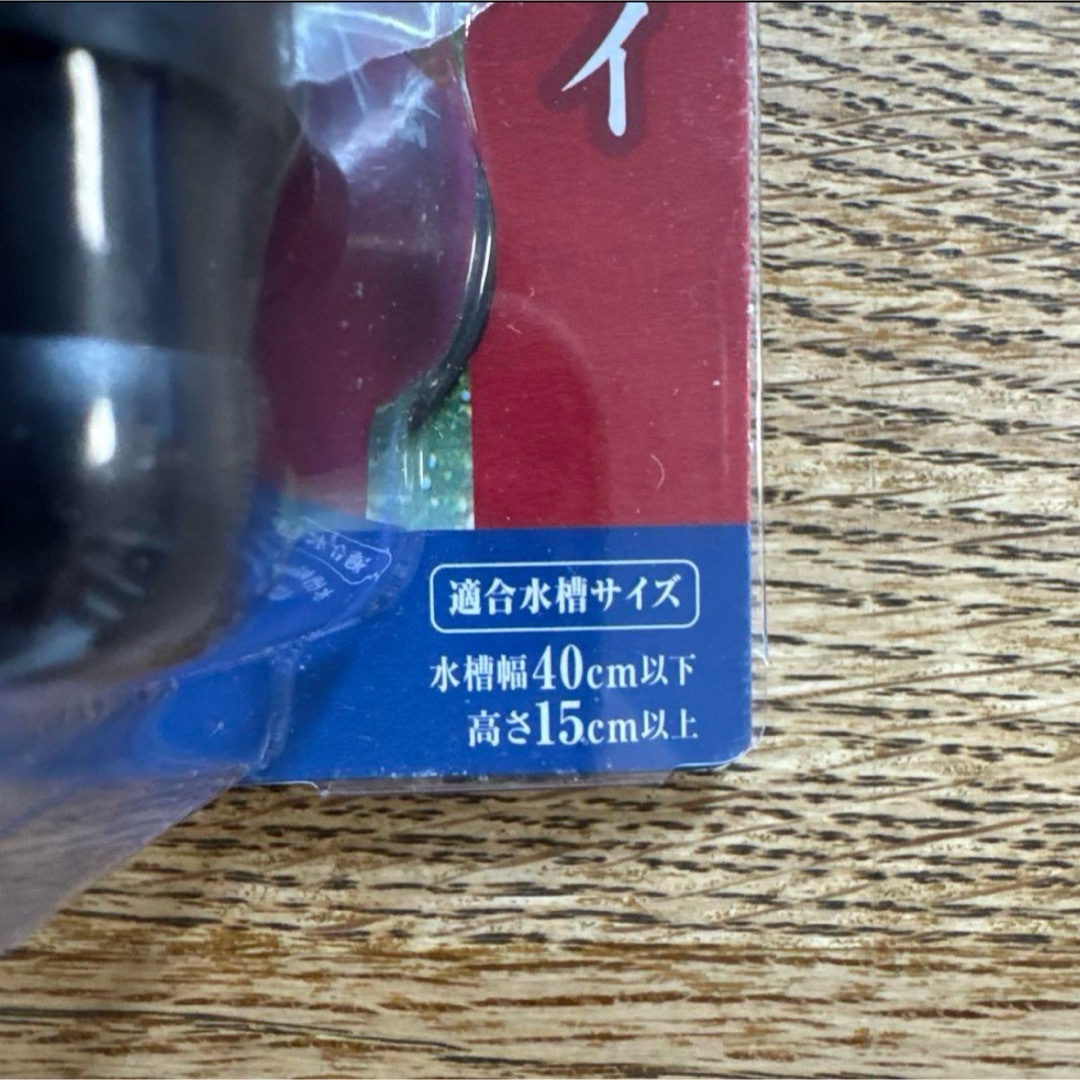 イ
適合水槽サイズ
水槽幅40cm以下
高さ15cm以上